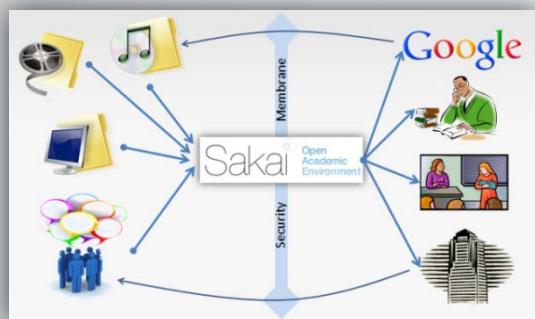 Google
Membrane
Sakai
Open
Academic
Environment
Security